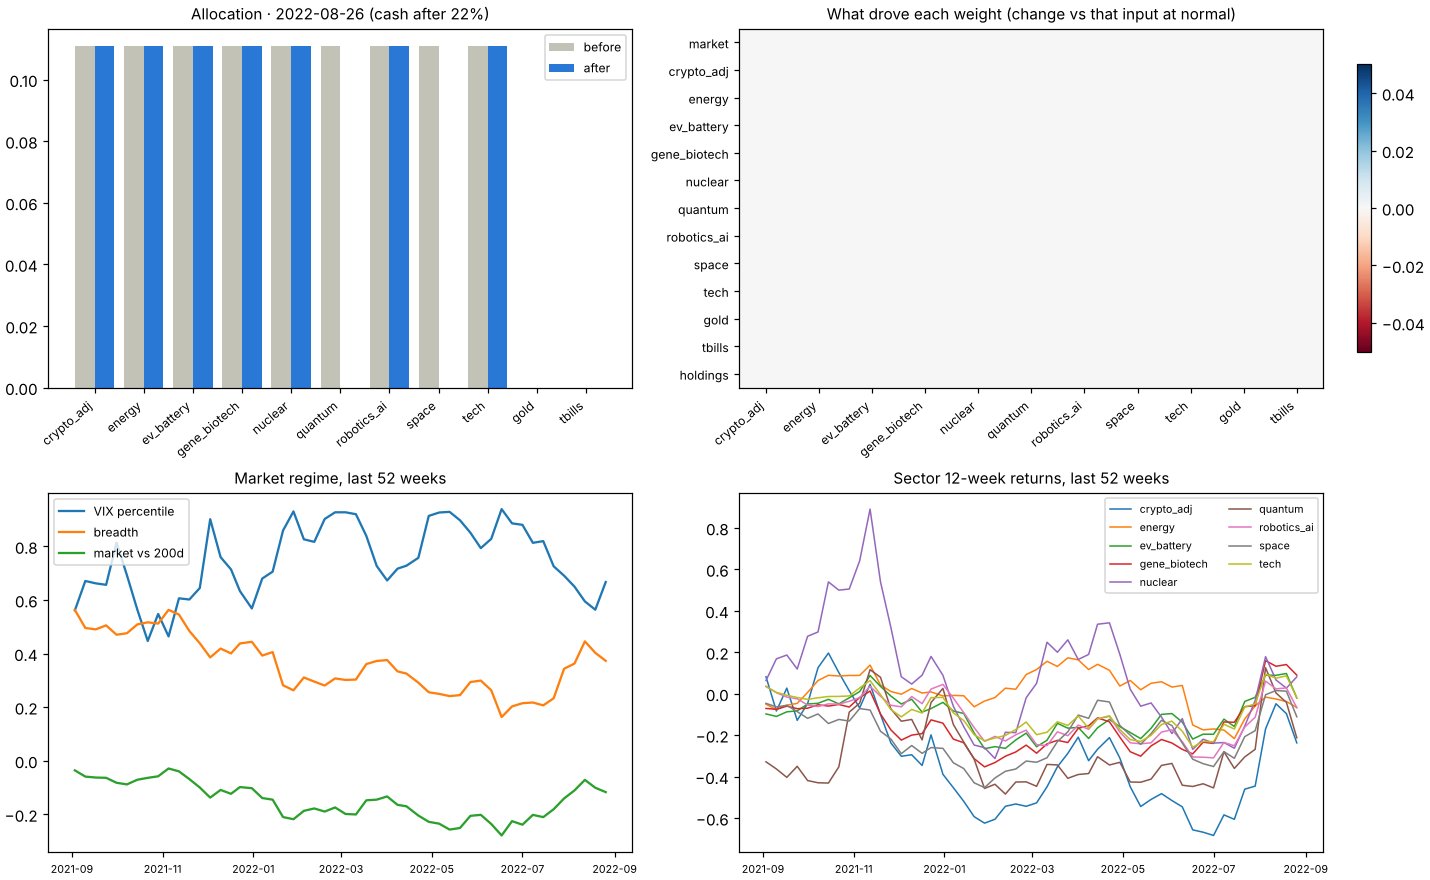 Allocation · 2022-08-26 (cash after 22%)
before
after
0.10
0.08
0.06
0.04
0.02
0.00
crypto_adj
energy
ev_battery
gene_biotech
nuclear
quantum
robotics_ai
space
tech
gold
tbills
What drove each weight (change vs that input at normal)
market
crypto_adj
energy
ev_battery
gene_biotech
nuclear
quantum
robotics_ai
space
tech
gold
tbills
holdings
crypto_adj
energy
ev_battery
gene_biotech
nuclear
quantum
robotics_ai
space
tech
gold
tbills
0.04
0.02
0.00
−0.02
−0.04
Market regime, last 52 weeks
VIX percentile
breadth
market vs 200d
0.8
0.6
0.4
0.2
0.0
−0.2
2021-09
2021-11
2022-01
2022-03
2022-05
2022-07
2022-09
Sector 12-week returns, last 52 weeks
crypto_adj
energy
ev_battery
gene_biotech
nuclear
quantum
robotics_ai
space
tech
0.8
0.6
0.4
0.2
0.0
−0.2
−0.4
−0.6
2021-09
2021-11
2022-01
2022-03
2022-05
2022-07
2022-09